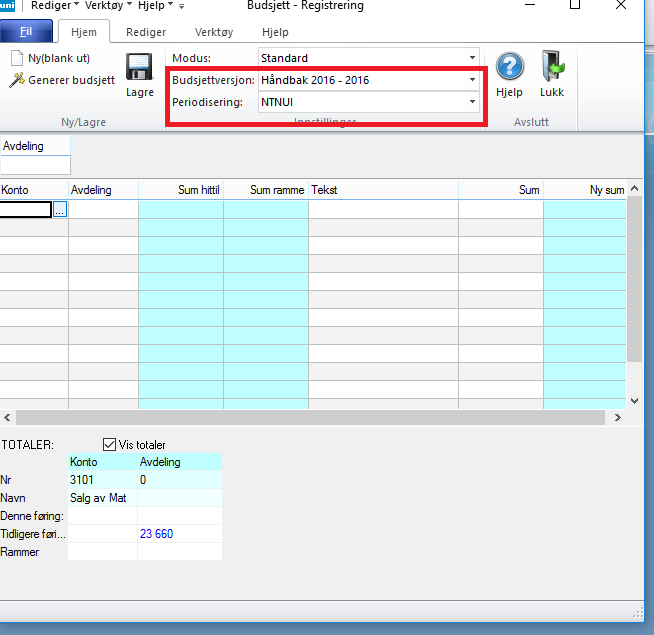 uni Rediger Verktøy Hjelp Budsjett - Registrering
Fil Hjem Rediger Verktøy Hjelp
Ny(blank ut)
Generer budsjett
Lagre
Ny/Lagre
Modus: Standard
Budsjettversjon: Håndbak 2016 - 2016
Periodisering: NTNUI
Innstillinger
Hjelp Lukk
Avslutt
Avdeling
Konto Avdeling Sum hittil Sum ramme Tekst Sum Ny sum
...
TOTALER: Vis totaler
Konto Avdeling
Nr 3101 0
Navn Salg av Mat
Denne føring:
Tidligere føri... 23 660
Rammer